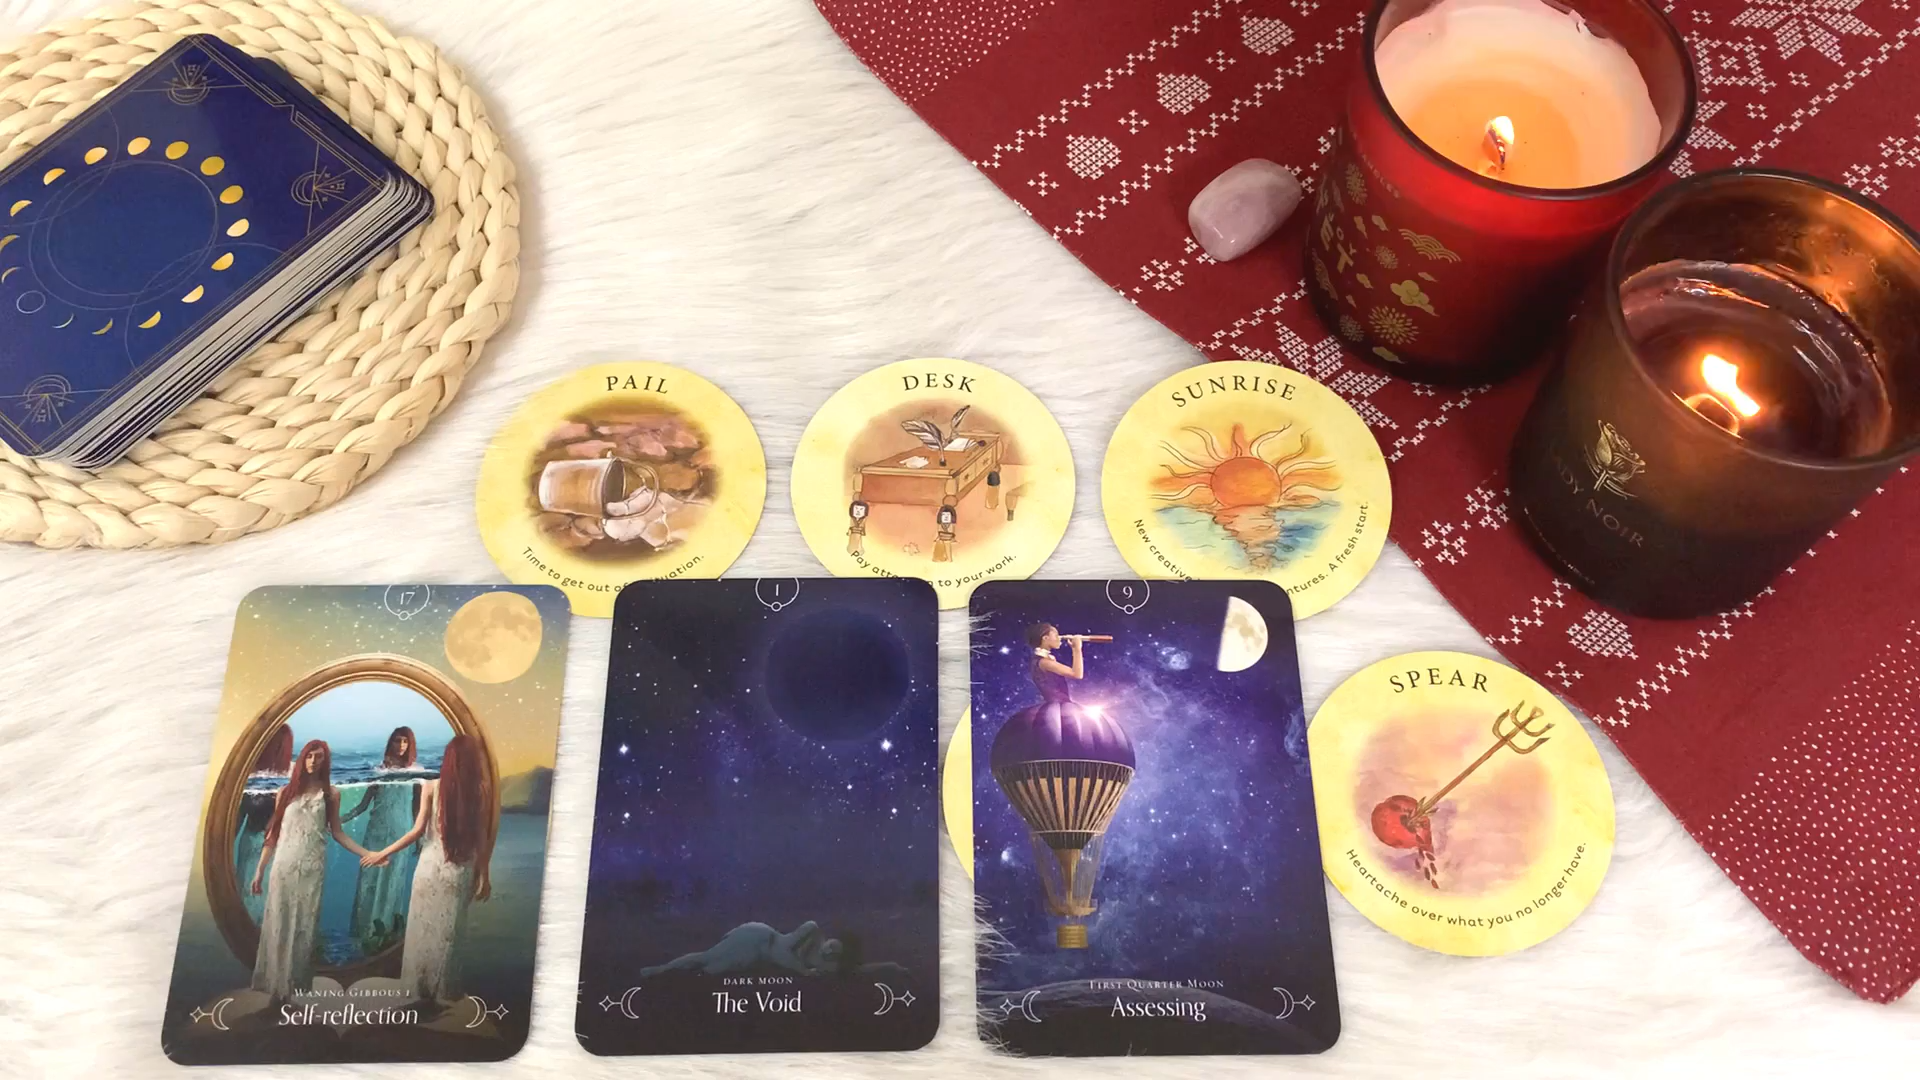 PAIL
Time to get out of
DESK
Pay
to your work.
SUNRISE
New creative
A fresh start.
SPEAR
Heartache over what you no longer have.
17
WANING GIBBOUS 1
Self-reflection
1
DARK MOON
The Void
9
FIRST QUARTER MOON
Assessing
LADY NOIR